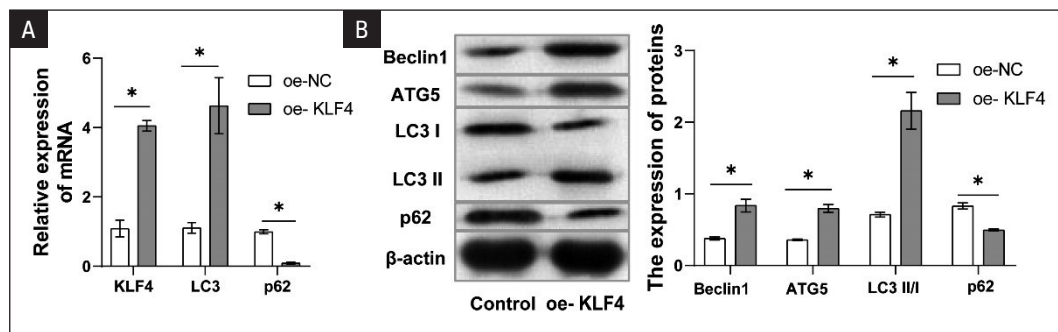 A
Relative expression
of mRNA
6
4
2
0
*
*
*
oe-NC
oe- KLF4
KLF4 LC3 p62
B
Beclin1
ATG5
LC3 I
LC3 II
p62
β-actin
Control oe- KLF4
The expression of proteins
3
2
1
0
*
*
*
*
oe-NC
oe- KLF4
Beclin1 ATG5 LC3 II/I p62